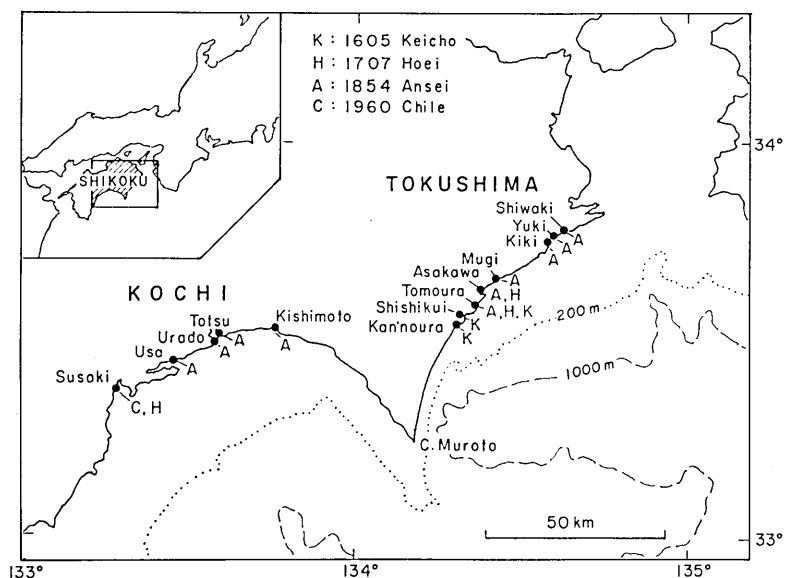 K : 1605 Keicho
H : 1707 Hoei
A : 1854 Ansei
C : 1960 Chile
34°
SHIKOKU
TOKUSHIMA
Shiwaki
Yuki
Kiki
A
A
A
Mugi
A
Asakawa
A, H
Tomoura
A, H, K
Shishikui
K
Kan'noura
K
200 m
1000 m
KOCHI
Totsu
A
Kishimoto
A
Urado
A
Usa
A
Susaki
C, H
C. Muroto
50 km
33°
133°
134°
135°